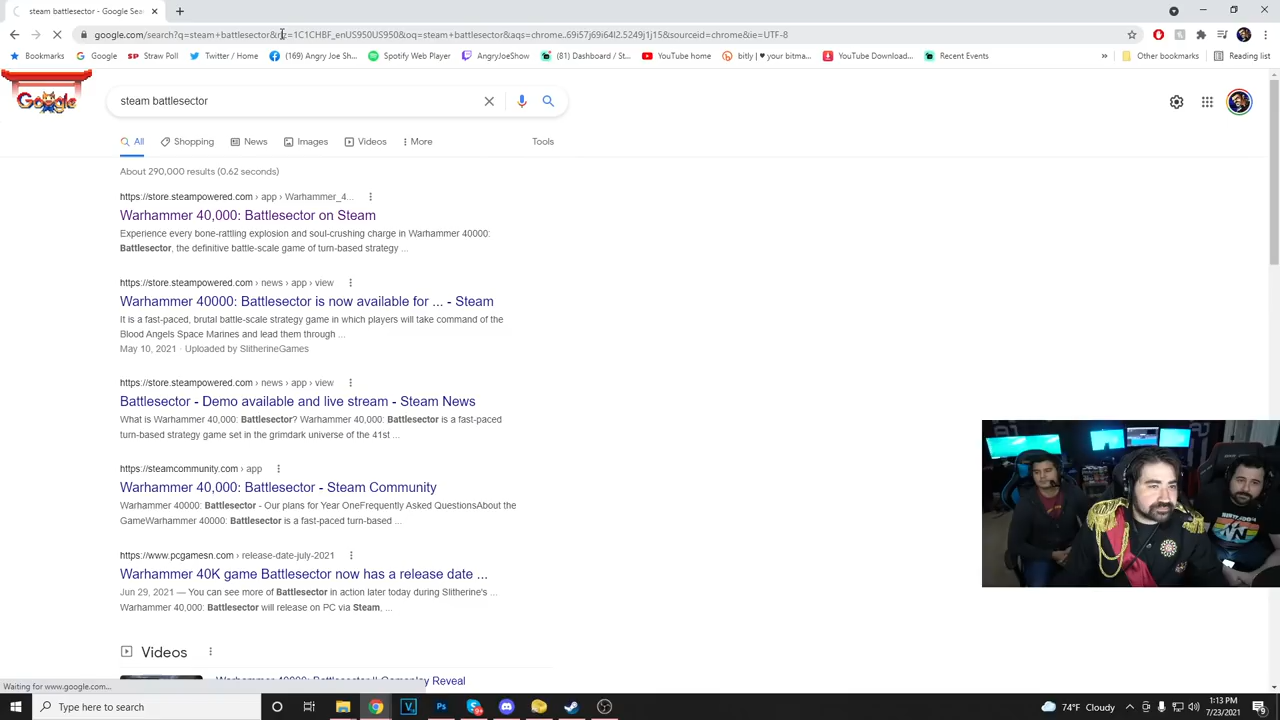 steam battlesector - Google Sea
google.com/search?q=steam+battlesector&rlz=1C1CHBF_enUS950US950&oq=steam+battlesector&aqs=chrome..69i57j69i64l2.5249j1j15&sourceid=chrome&ie=UTF-8
Bookmarks Google Straw Poll Twitter / Home (169) Angry Joe Sh... Spotify Web Player AngryJoeShow (81) Dashboard / St... YouTube home bitly | your bitma... YouTube Download... Recent Events » Other bookmarks Reading list
Google
steam battlesector
All Shopping News Images Videos More Tools
About 290,000 results (0.62 seconds)
https://store.steampowered.com › app › Warhammer_4...
Warhammer 40,000: Battlesector on Steam
Experience every bone-rattling explosion and soul-crushing charge in Warhammer 40000:
Battlesector, the definitive battle-scale game of turn-based strategy ...
https://store.steampowered.com › news › app › view
Warhammer 40000: Battlesector is now available for ... - Steam
It is a fast-paced, brutal battle-scale strategy game in which players will take command of the
Blood Angels Space Marines and lead them through ...
May 10, 2021 · Uploaded by SlitherineGames
https://store.steampowered.com › news › app › view
Battlesector - Demo available and live stream - Steam News
What is Warhammer 40,000: Battlesector? Warhammer 40,000: Battlesector is a fast-paced
turn-based strategy game set in the grimdark universe of the 41st ...
https://steamcommunity.com › app
Warhammer 40,000: Battlesector - Steam Community
Warhammer 40000: Battlesector - Our plans for Year OneFrequently Asked QuestionsAbout the
GameWarhammer 40000: Battlesector is a fast-paced turn-based ...
https://www.pcgamesn.com › release-date-july-2021
Warhammer 40K game Battlesector now has a release date ...
Jun 29, 2021 — You can see more of Battlesector in action later today during Slitherine's ...
Warhammer 40,000: Battlesector will release on PC via Steam, ...
Videos
Warhammer 40000: Battlesector || Gameplay Reveal
Waiting for www.google.com...
Type here to search
74°F Cloudy
1:13 PM
7/23/2021